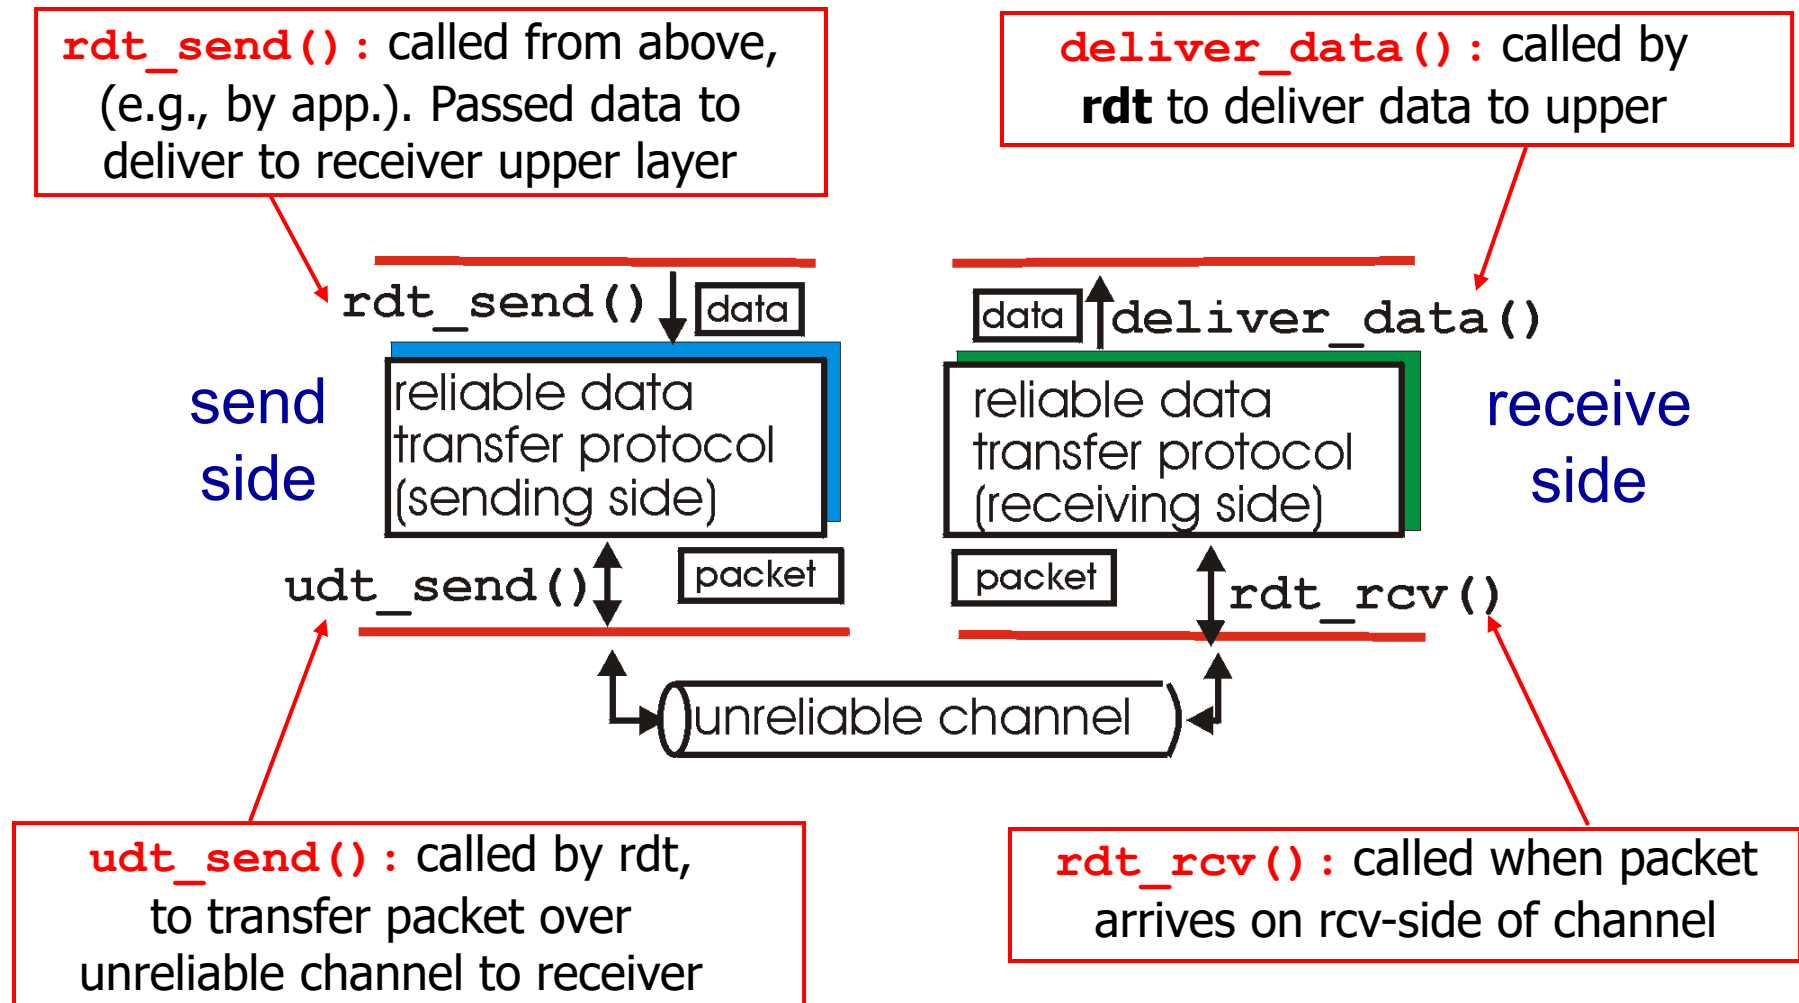 rdt_send(): called from above,
(e.g., by app.). Passed data to
deliver to receiver upper layer
deliver_data(): called by
rdt to deliver data to upper
rdt_send()
data
data
deliver_data()
send
side
reliable data
transfer protocol
(sending side)
reliable data
transfer protocol
(receiving side)
receive
side
udt_send()
packet
packet
rdt_rcv()
unreliable channel
udt_send(): called by rdt,
to transfer packet over
unreliable channel to receiver
rdt_rcv(): called when packet
arrives on rcv-side of channel